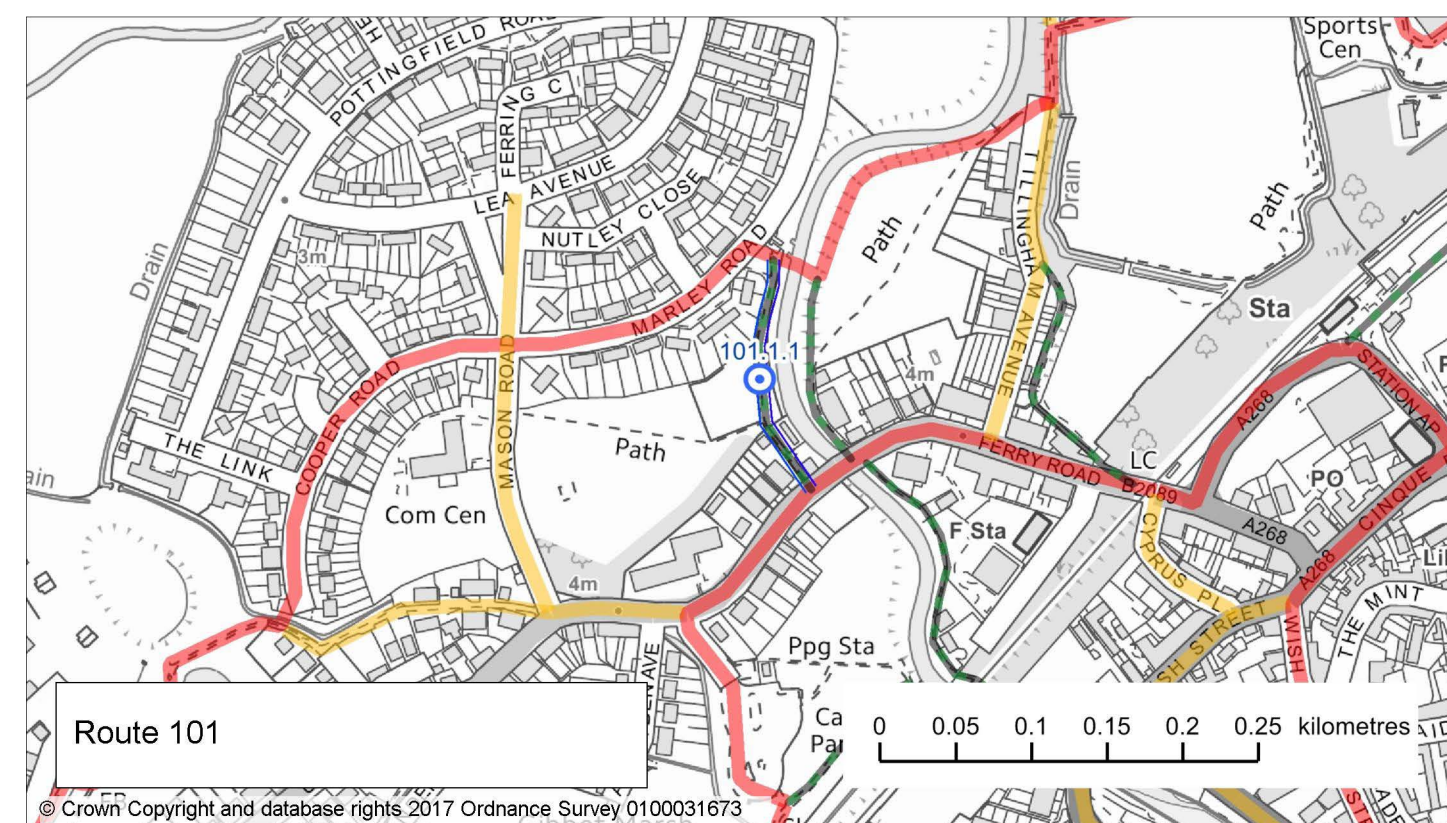 Sports
Cen
POTTINGFIELD ROAD
FERRING C
LEA AVENUE
NUTLEY CLOSE
3m
Drain
MARLEY ROAD
Path
TILLINGHAM AVENUE
Drain
Path
Sta
101.1.1
4m
COOPER ROAD
MASON ROAD
THE LINK
Path
Com Cen
FERRY ROAD
LC
B2089
A268
STATION AP
PO
CINQUE
A268
A268
F Sta
CYPRUS PL
4m
THE MINT
WISH
SH STREET
Ppg Sta
Route 101
0 0.05 0.1 0.15 0.2 0.25 kilometres
© Crown Copyright and database rights 2017 Ordnance Survey 0100031673